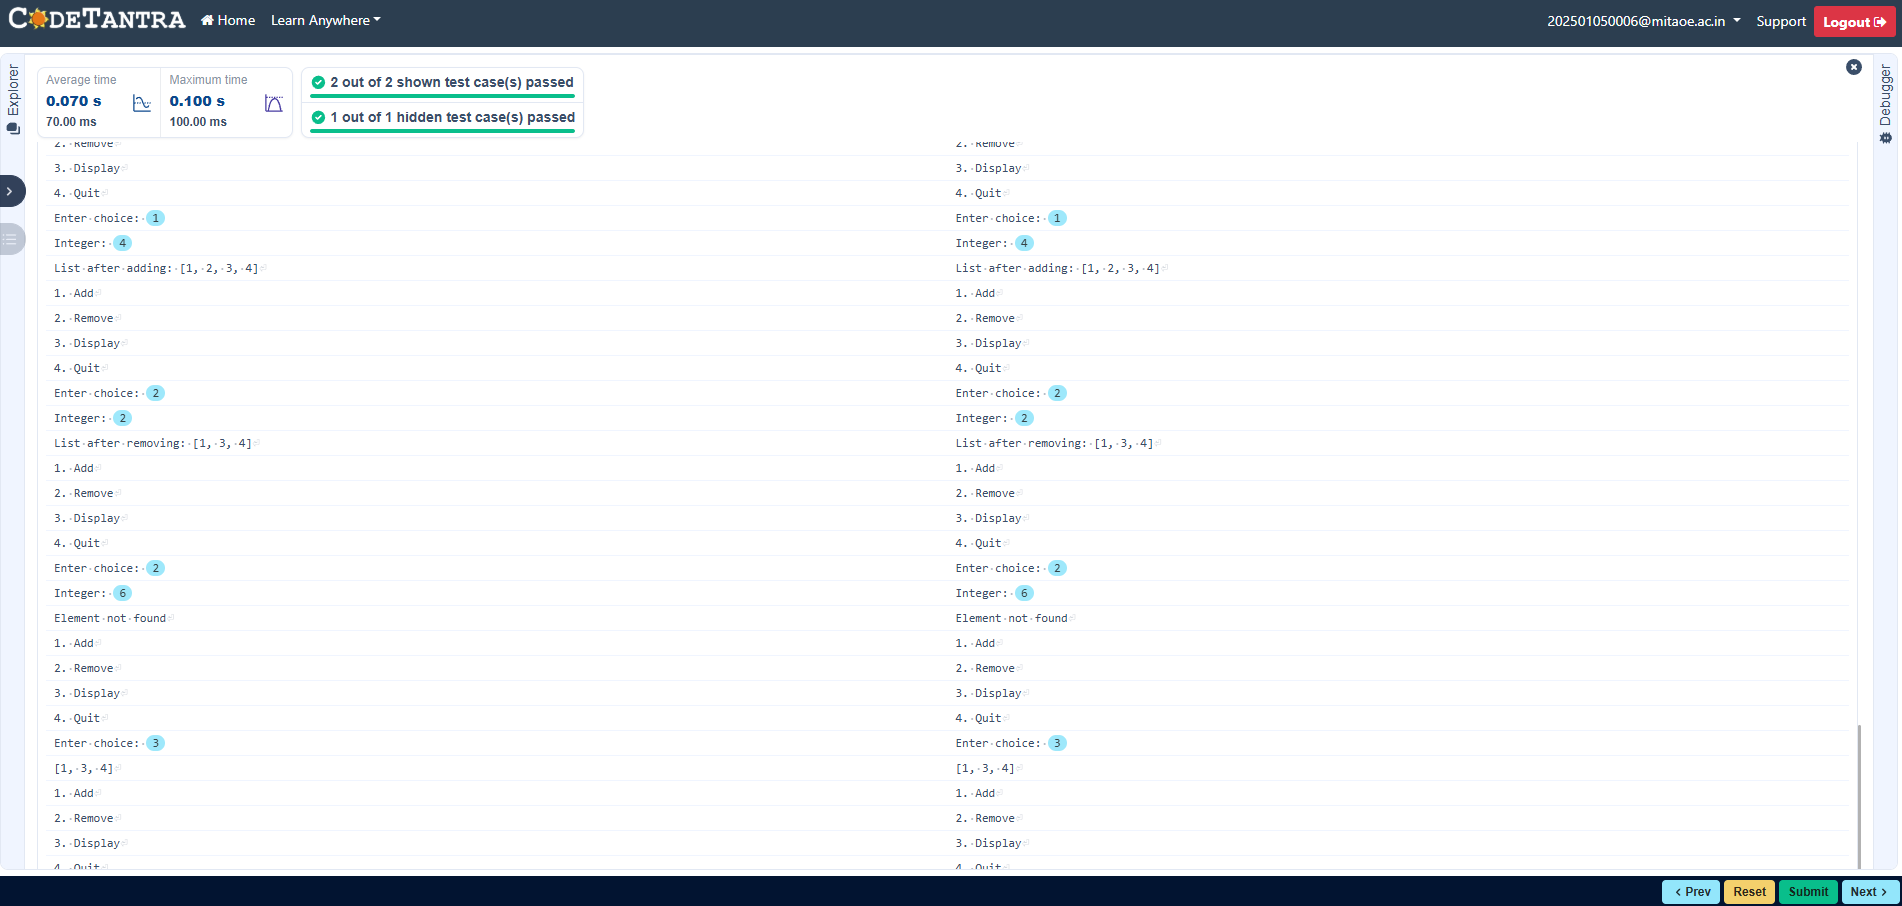 CODETANTRA Home Learn Anywhere 202501050006@mitaoe.ac.in Support Logout
Explorer
Debugger
Average time Maximum time
0.070 s 0.100 s
70.00 ms 100.00 ms
2 out of 2 shown test case(s) passed
1 out of 1 hidden test case(s) passed
2. Remove 2. Remove
3. Display 3. Display
4. Quit 4. Quit
Enter choice: 1 Enter choice: 1
Integer: 4 Integer: 4
List after adding: [1, 2, 3, 4] List after adding: [1, 2, 3, 4]
1. Add 1. Add
2. Remove 2. Remove
3. Display 3. Display
4. Quit 4. Quit
Enter choice: 2 Enter choice: 2
Integer: 2 Integer: 2
List after removing: [1, 3, 4] List after removing: [1, 3, 4]
1. Add 1. Add
2. Remove 2. Remove
3. Display 3. Display
4. Quit 4. Quit
Enter choice: 2 Enter choice: 2
Integer: 6 Integer: 6
Element not found Element not found
1. Add 1. Add
2. Remove 2. Remove
3. Display 3. Display
4. Quit 4. Quit
Enter choice: 3 Enter choice: 3
[1, 3, 4] [1, 3, 4]
1. Add 1. Add
2. Remove 2. Remove
3. Display 3. Display
4. Quit 4. Quit
Prev Reset Submit Next